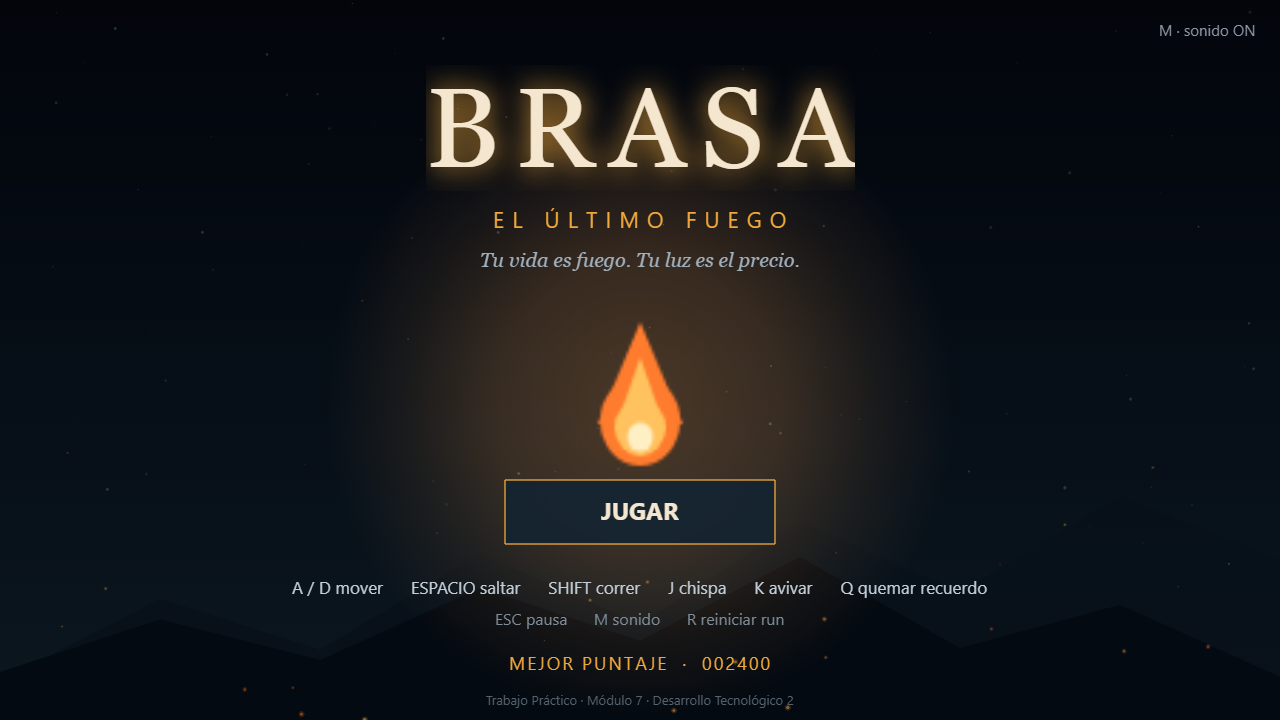 M · sonido ON
BRASA
EL ÚLTIMO FUEGO
Tu vida es fuego. Tu luz es el precio.
JUGAR
A / D mover ESPACIO saltar SHIFT correr J chispa K avivar Q quemar recuerdo
ESC pausa M sonido R reiniciar run
MEJOR PUNTAJE · 002400
Trabajo Práctico · Módulo 7 · Desarrollo Tecnológico 2